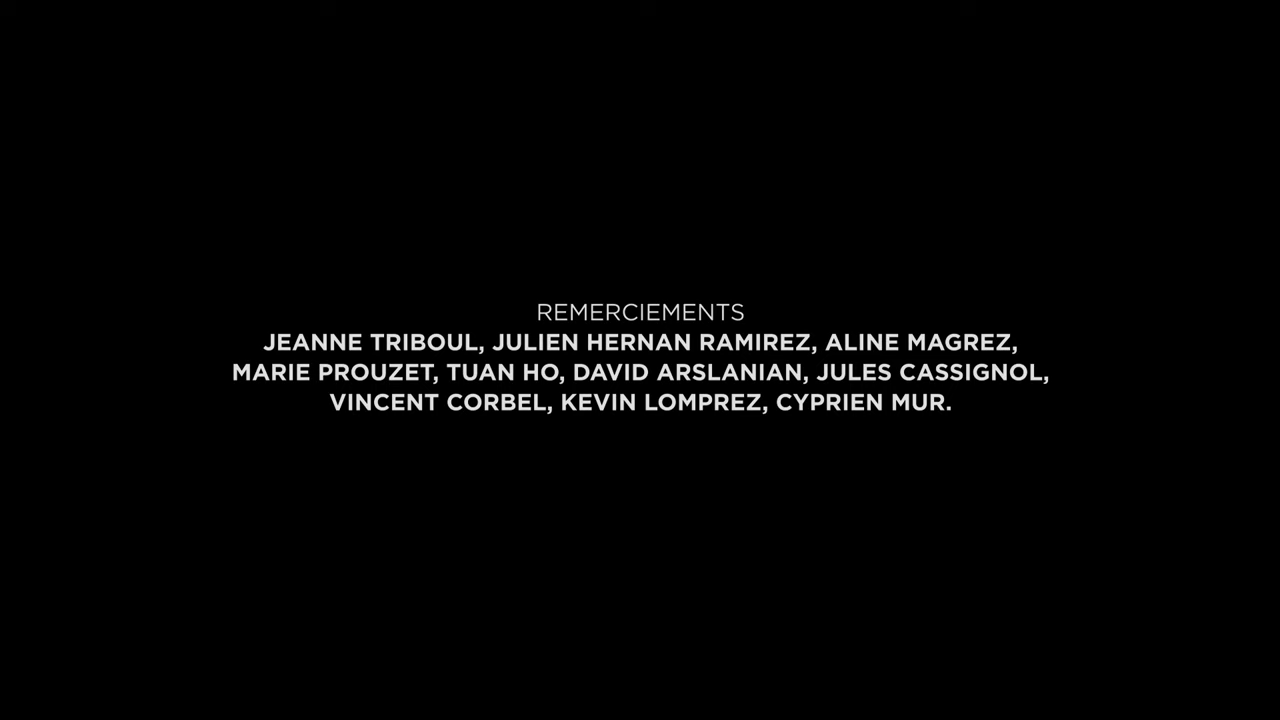 REMERCIEMENTS
JEANNE TRIBOUL, JULIEN HERNAN RAMIREZ, ALINE MAGREZ,
MARIE PROUZET, TUAN HO, DAVID ARSLANIAN, JULES CASSIGNOL,
VINCENT CORBEL, KEVIN LOMPREZ, CYPRIEN MUR.